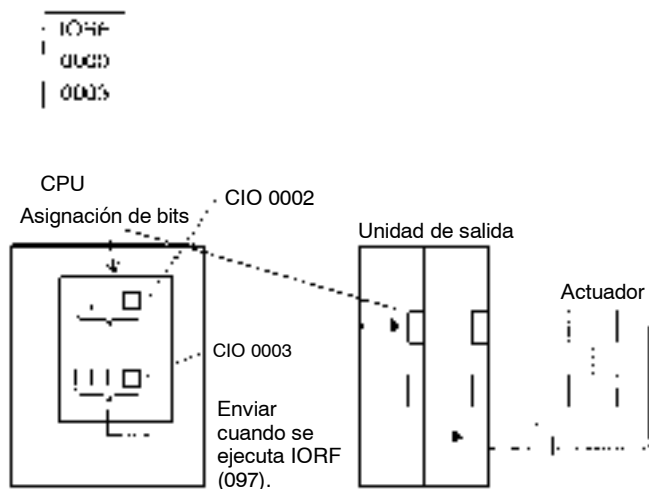 IORF
0003
CPU
Asignación de bits
CIO 0002
Unidad de salida
Actuador
CIO 0003
Enviar
cuando se
ejecuta IORF
(097).